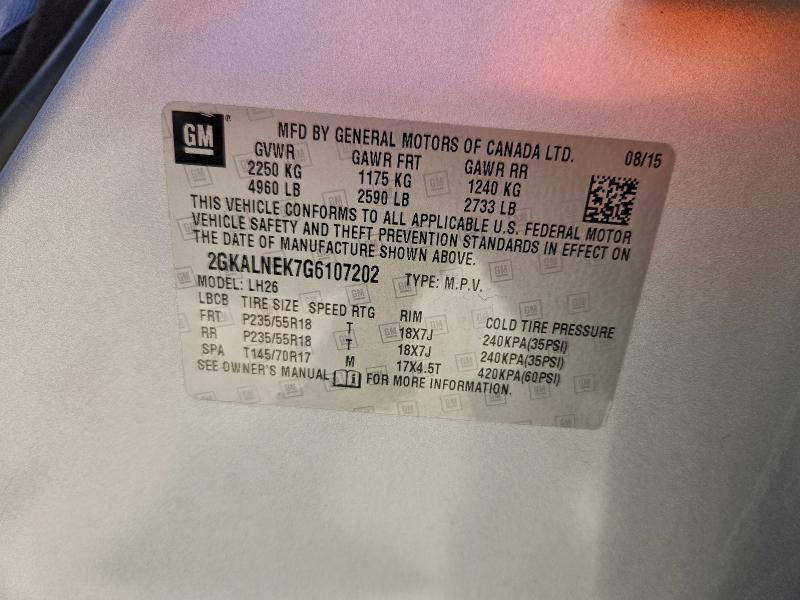 GM® MFD BY GENERAL MOTORS OF CANADA LTD. 08/15
GVWR GAWR FRT GAWR RR
2250 KG 1175 KG 1240 KG
4960 LB 2590 LB 2733 LB
THIS VEHICLE CONFORMS TO ALL APPLICABLE U.S. FEDERAL MOTOR
VEHICLE SAFETY AND THEFT PREVENTION STANDARDS IN EFFECT ON
THE DATE OF MANUFACTURE SHOWN ABOVE.
2GKALNEK7G6107202 TYPE: M.P.V.
MODEL: LH26
LBCB TIRE SIZE SPEED RTG RIM COLD TIRE PRESSURE
FRT P235/55R18 T 18X7J 240KPA(35PSI)
RR P235/55R18 T 18X7J 240KPA(35PSI)
SPA T145/70R17 M 17X4.5T 420KPA(60PSI)
SEE OWNER'S MANUAL FOR MORE INFORMATION.